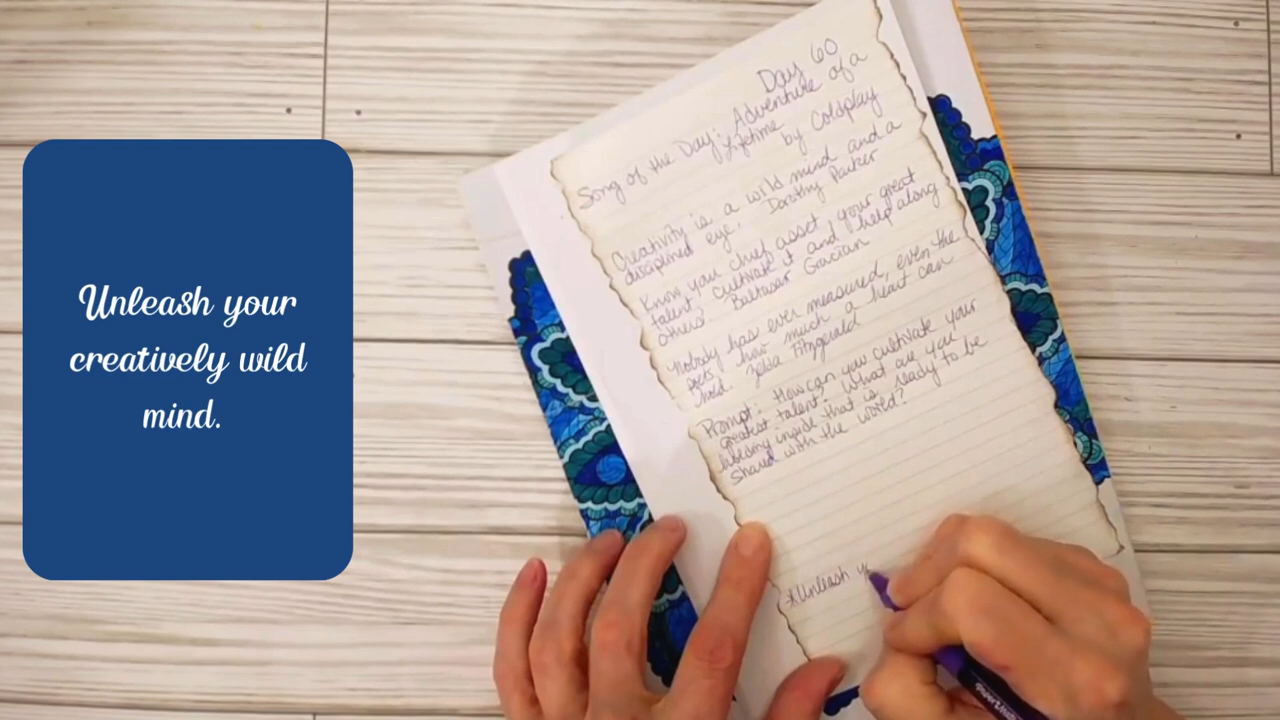 Unleash your
creatively wild
mind.
Day 60
Song of the Day: Adventure of a
Lifetime by Coldplay
Creativity is a wild mind and a
disciplined eye. Dorothy Parker
Know you chief asset, your great
talent, cultivate it and help along
others Baltasar Gracian
Nobody has ever measured, even the
poets, how much a heart can
hold. Zelda Fitzgerald
Prompt: How can you cultivate your
greatest talent? What are you
inside that is ready to be
shared with the world?
*Unleash y